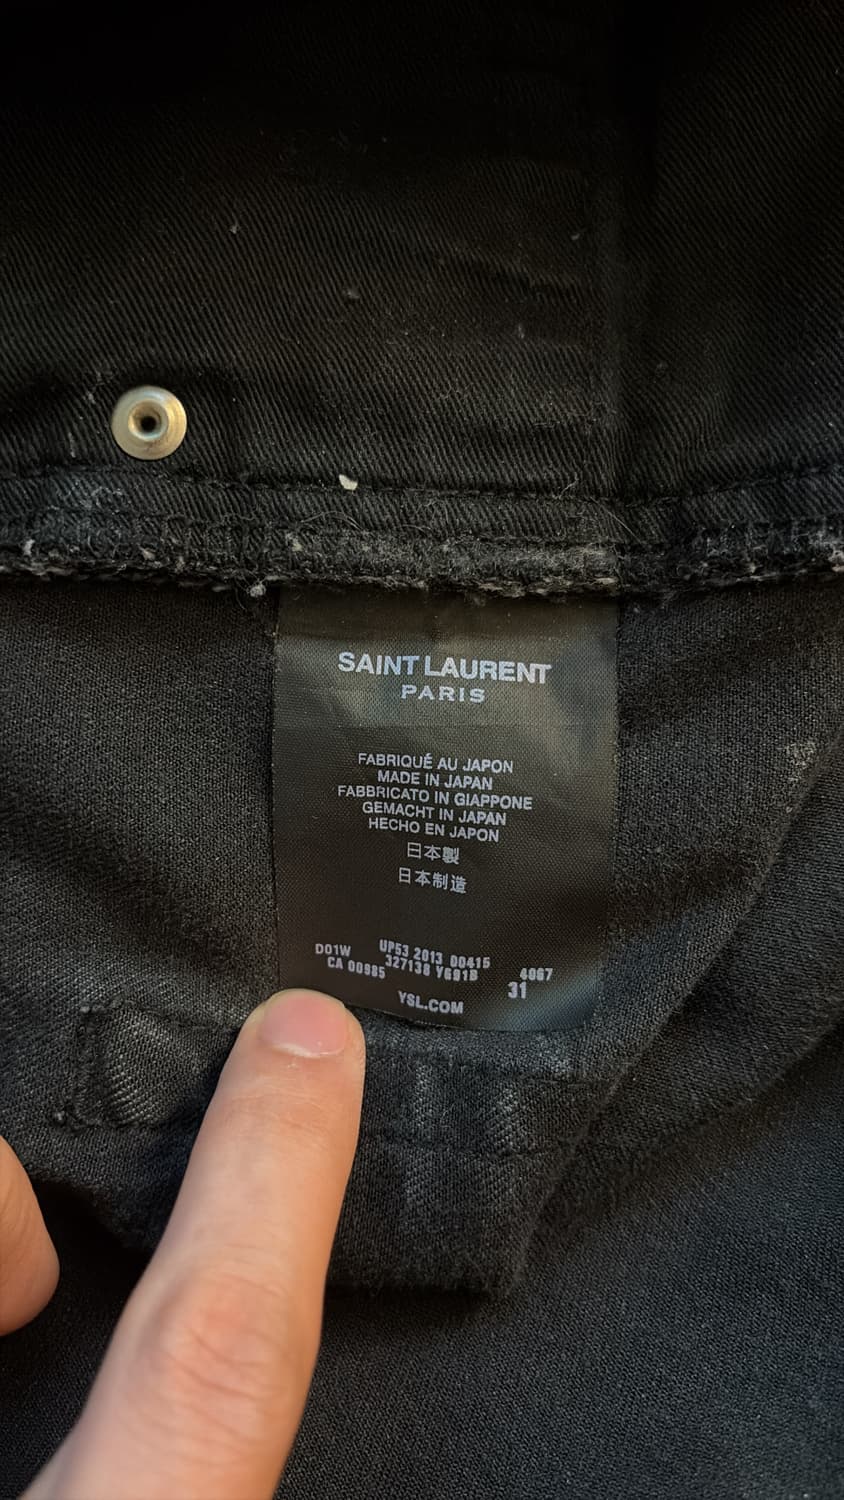 SAINT LAURENT
PARIS
FABRIQUÉ AU JAPON
MADE IN JAPAN
FABBRICATO IN GIAPPONE
GEMACHT IN JAPAN
HECHO EN JAPON
日本製
日本制造
D01W UP53 2013 00415 4067
CA 00985 327138 Y691B 31
YSL.COM